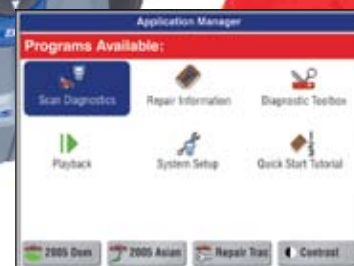 Application Manager
Programs Available:
Scan Diagnostics Repair Information Diagnostic Toolbox
Playback System Setup Quick Start Tutorial
2005 Dom 2005 Asian Repair Trac Contrast